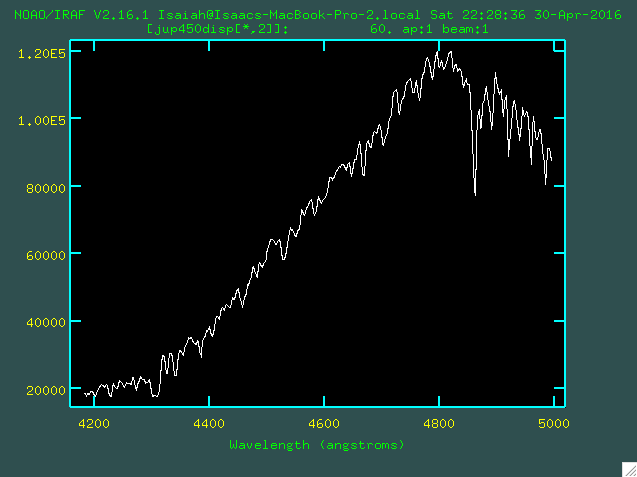 NOAO/IRAF V2.16.1 Isaiah@Isaacs-MacBook-Pro-2.local Sat 22:28:36 30-Apr-2016
[jup450disp[*,2]]: 60. ap:1 beam:1
1.20E5
1.00E5
80000
60000
40000
20000
4200 4400 4600 4800 5000
Wavelength (angstroms)